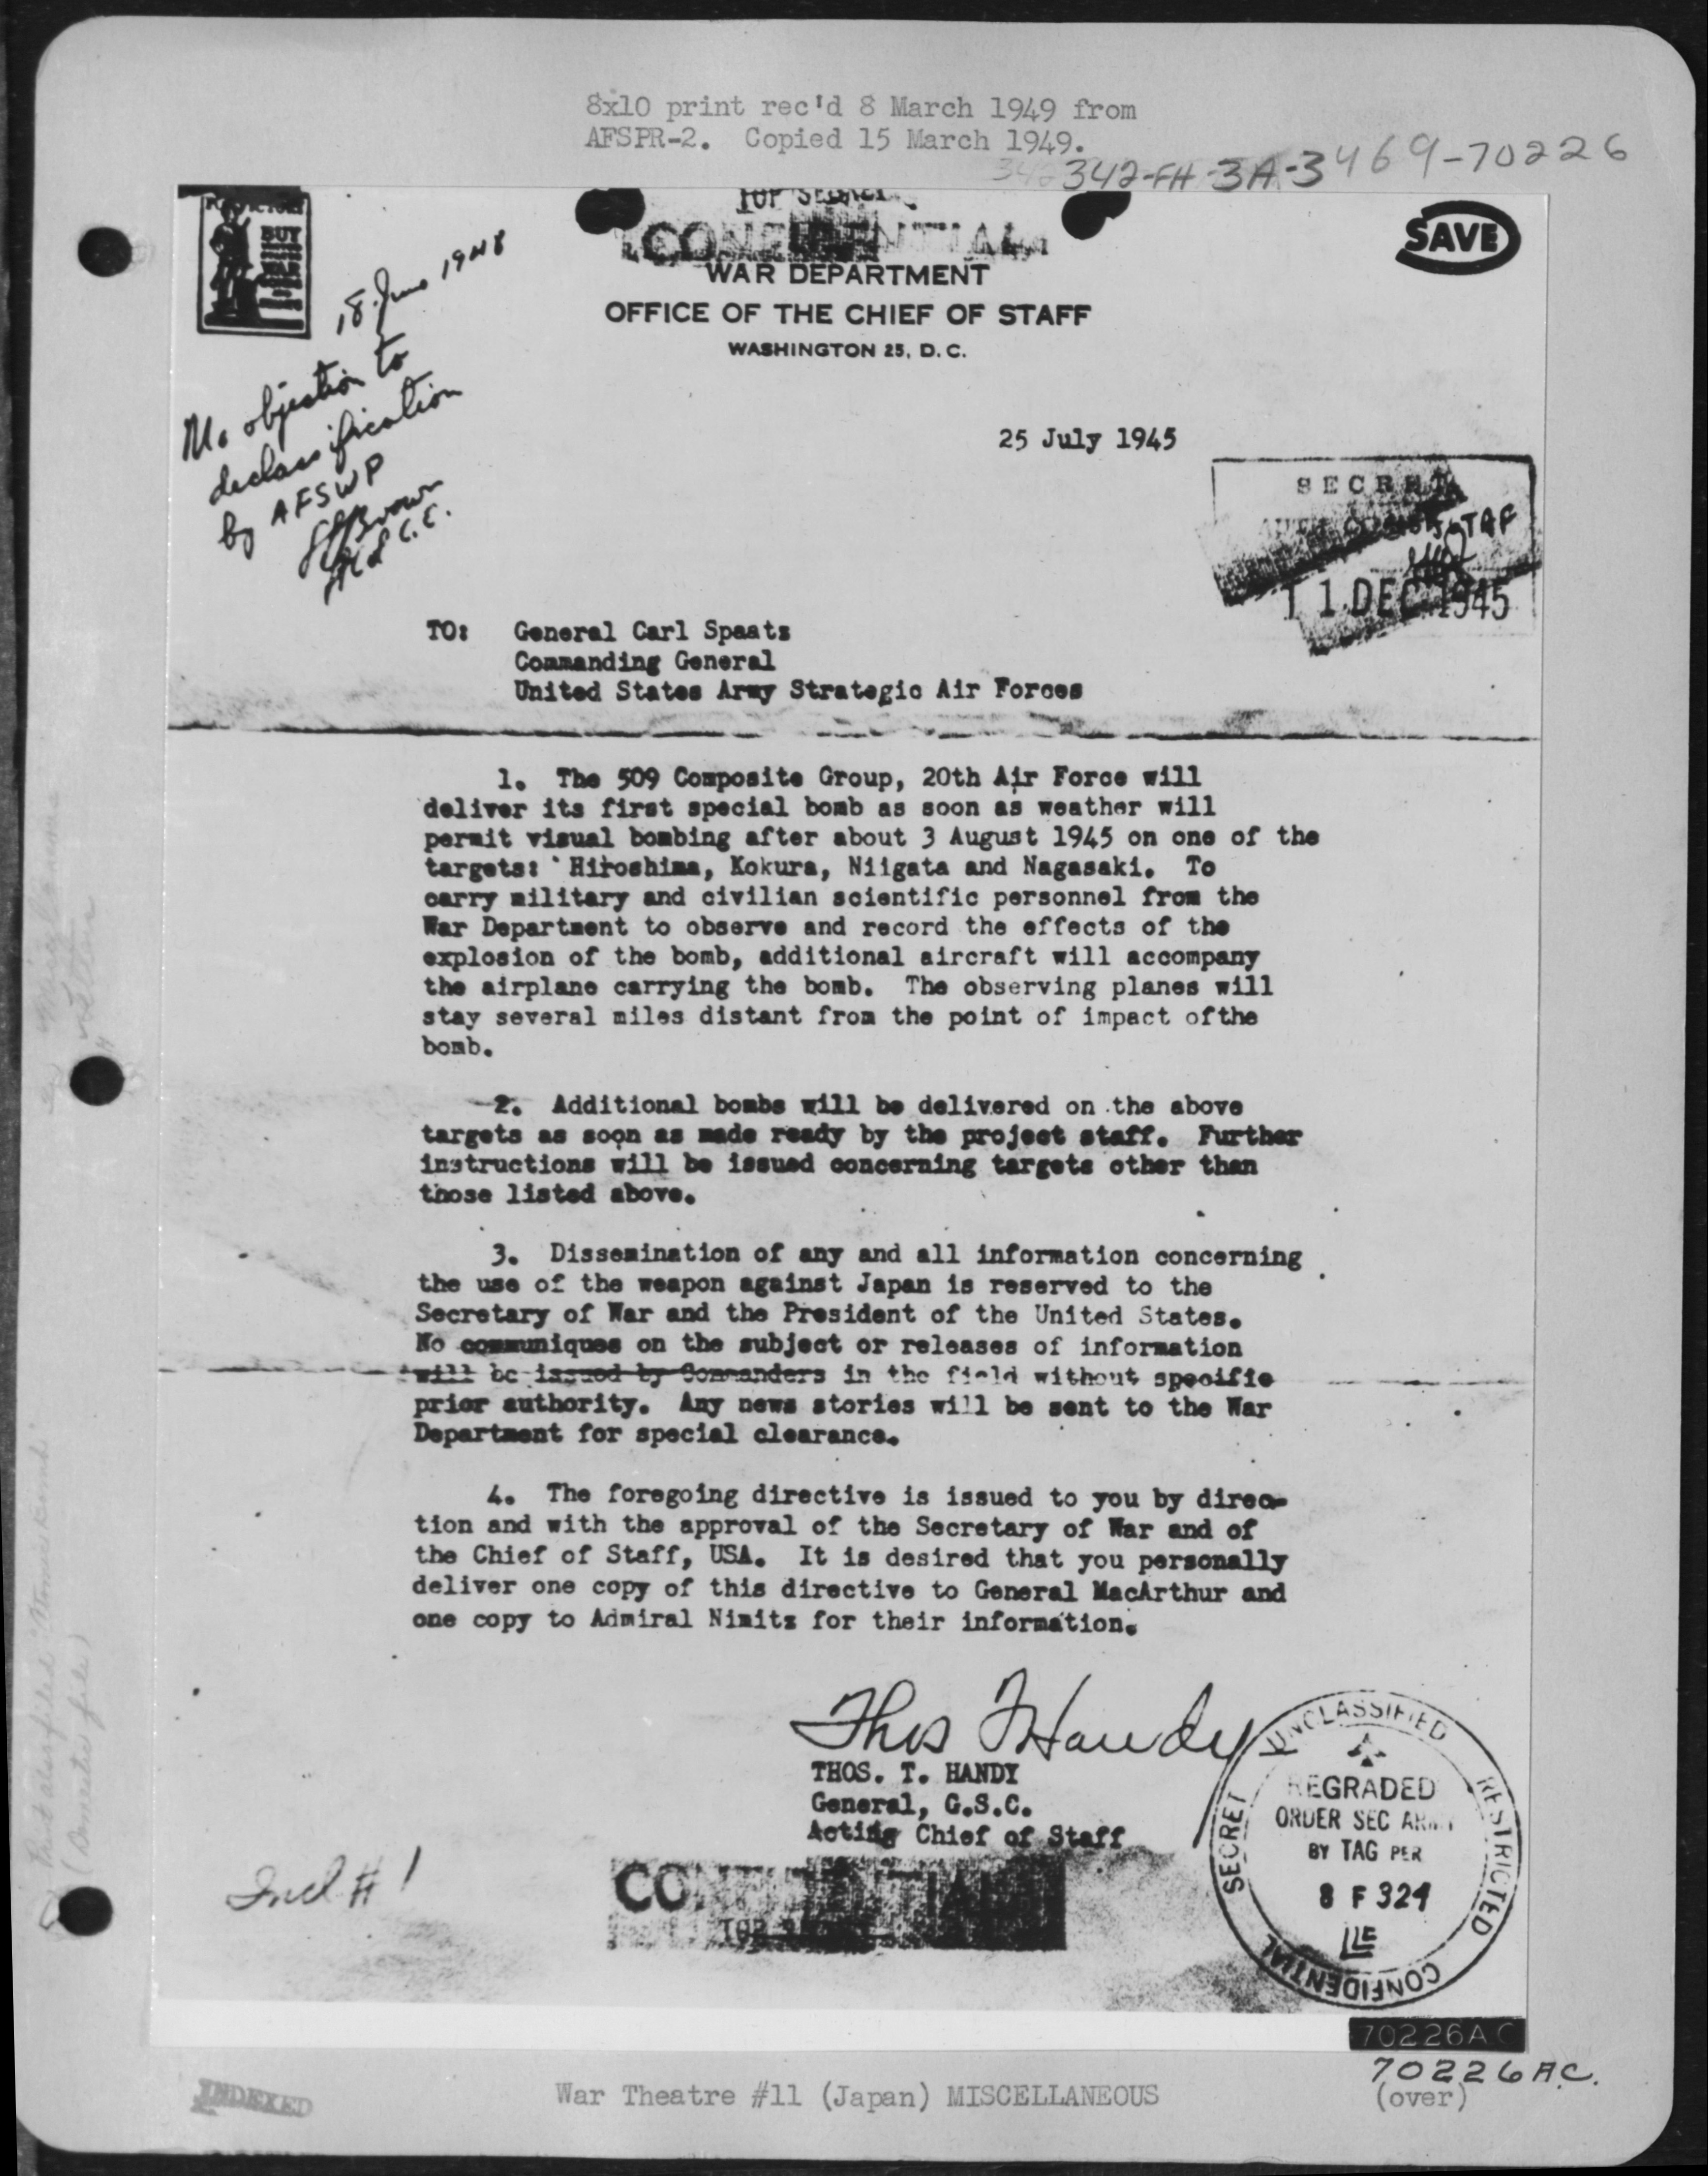 8x10 print rec'd 8 March 1949 from
AFSPR-2. Copied 15 March 1949.
342-FH-3A-3469-70226
TOP SECRET
CONFIDENTIAL
BUY
WAR
SAVE
WAR DEPARTMENT
OFFICE OF THE CHIEF OF STAFF
WASHINGTON 25, D. C.
18 June 1948
No objection to
declassification
by AFSWP
25 July 1945
SECRET
11 DEC 1945
TO: General Carl Spaatz
Commanding General
United States Army Strategic Air Forces
1. The 509 Composite Group, 20th Air Force will
deliver its first special bomb as soon as weather will
permit visual bombing after about 3 August 1945 on one of the
targets: Hiroshima, Kokura, Niigata and Nagasaki. To
carry military and civilian scientific personnel from the
War Department to observe and record the effects of the
explosion of the bomb, additional aircraft will accompany
the airplane carrying the bomb. The observing planes will
stay several miles distant from the point of impact ofthe
bomb.
2. Additional bombs will be delivered on the above
targets as soon as made ready by the project staff. Further
instructions will be issued concerning targets other than
those listed above.
3. Dissemination of any and all information concerning
the use of the weapon against Japan is reserved to the
Secretary of War and the President of the United States.
No communiques on the subject or releases of information
will be issued by Commanders in the field without specific
prior authority. Any news stories will be sent to the War
Department for special clearance.
4. The foregoing directive is issued to you by direc-
tion and with the approval of the Secretary of War and of
the Chief of Staff, USA. It is desired that you personally
deliver one copy of this directive to General MacArthur and
one copy to Admiral Nimitz for their information.
Thos T Handy
THOS. T. HANDY
General, G.S.C.
Acting Chief of Staff
UNCLASSIFIED
RESTRICTED
CONFIDENTIAL
SECRET
REGRADED
ORDER SEC ARMY
BY TAG PER
8 F 324
Incl # 1
CONFIDENTIAL
TOP
70226AC
70226 A.C.
INDEXED
War Theatre #11 (Japan) MISCELLANEOUS
(over)